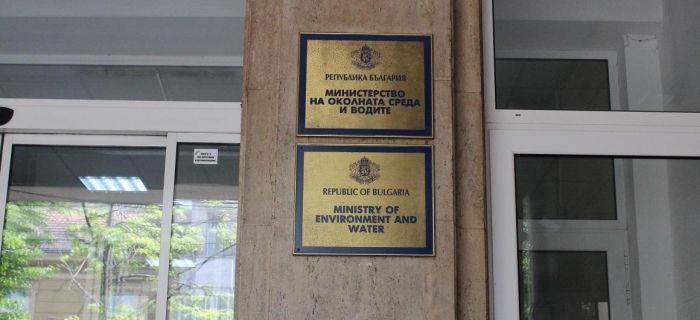 РЕПУБЛИКА БЪЛГАРИЯ
МИНИСТЕРСТВО
НА ОКОЛНАТА СРЕДА
И ВОДИТЕ
REPUBLIC OF BULGARIA
MINISTRY OF
ENVIRONMENT AND
WATER